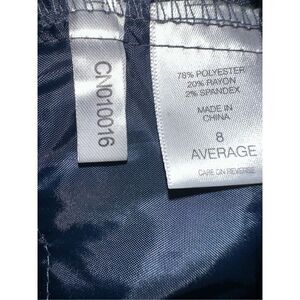 CN010016
78% POLYESTER
20% RAYON
2% SPANDEX
MADE IN
CHINA
8
AVERAGE
CARE ON REVERSE